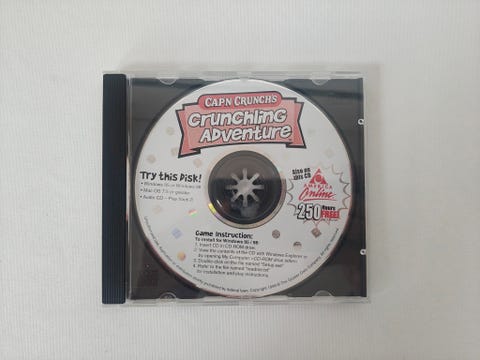 CAP'N CRUNCH'S
Crunchling
Adventure
Try this Disk!
• Windows 95 or Windows 98
• Mac OS 7.5 or greater
• Audio CD - Play track 2!
Also on
this CD
AMERICA
Online
250 Hours
FREE!
Game Instruction:
To install for Windows 95 / 98:
1. Insert CD in CD ROM drive.
2. View the contents of the CD with Windows Explorer or
by opening My Computer
3. Double-click on the file named "Setup.exe"
4. Refer to the file named "readme.txt"
for installation and play instructions.